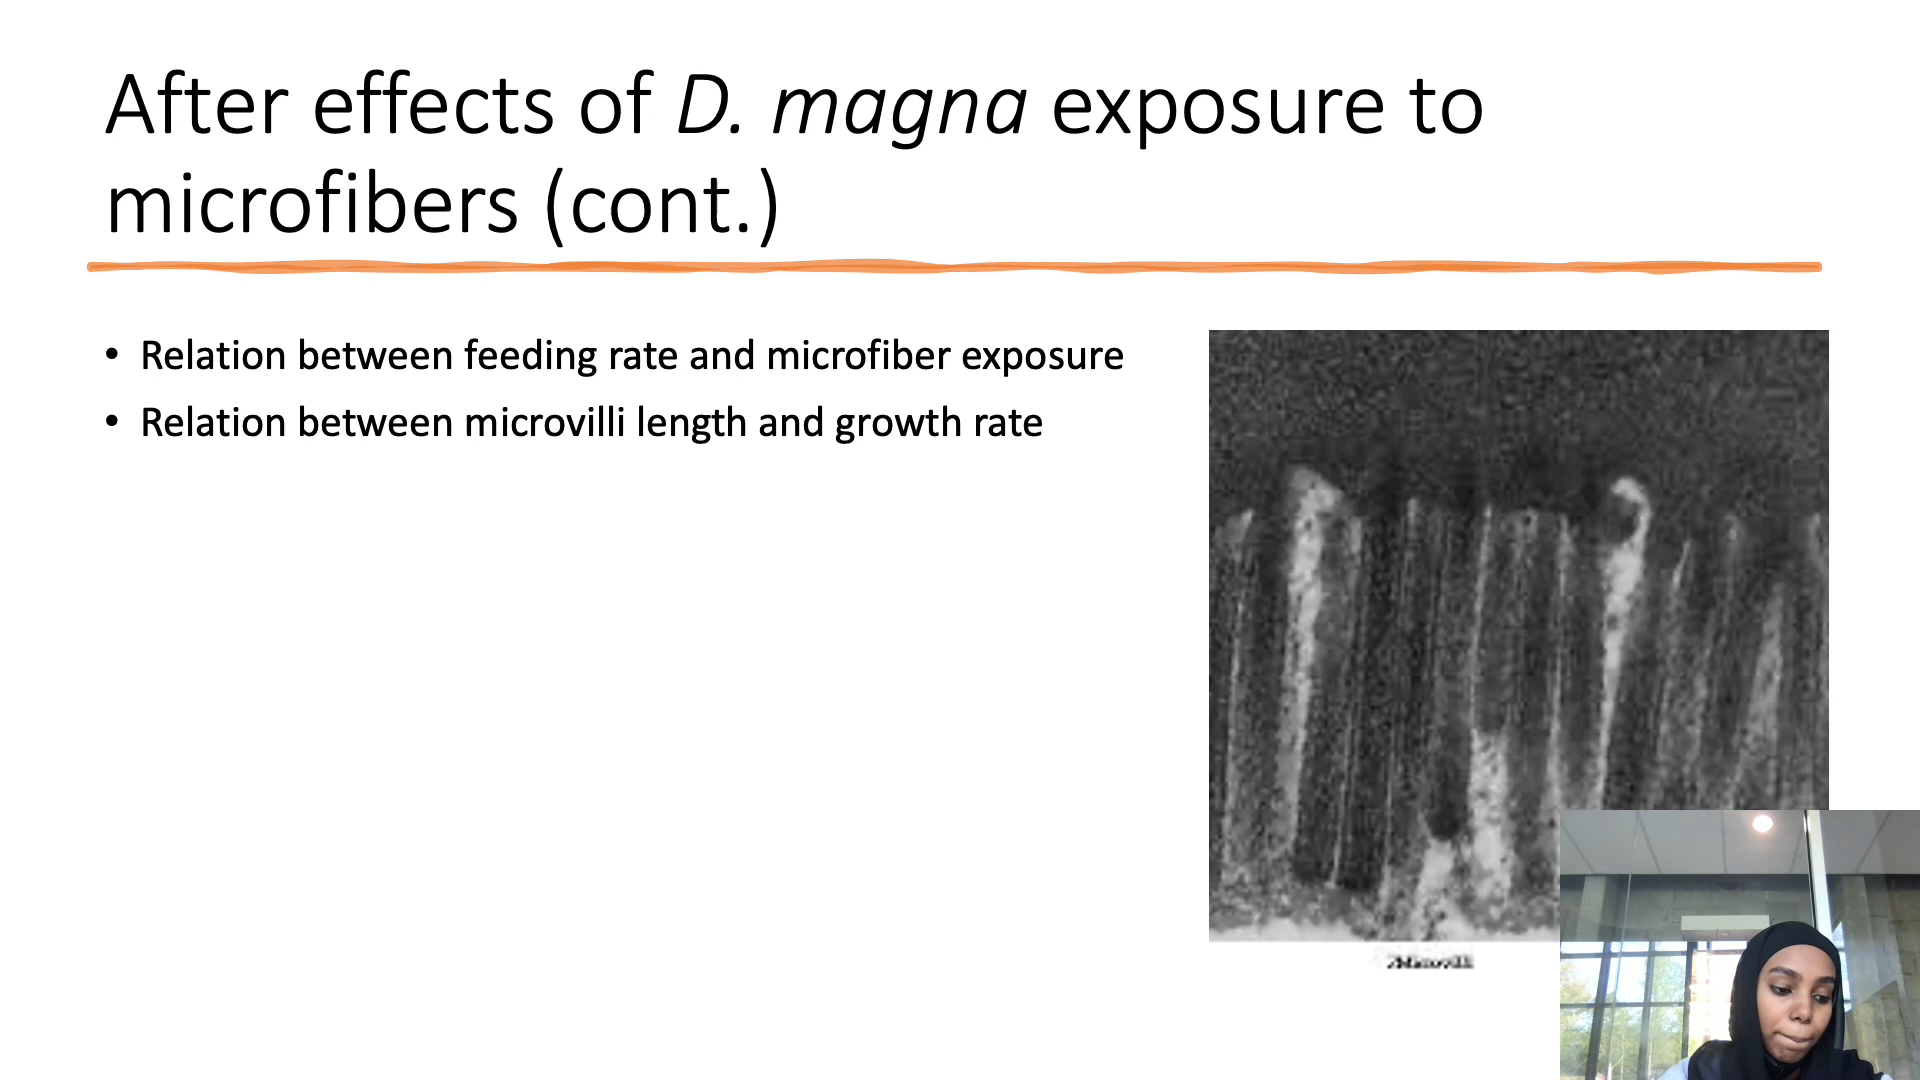 After effects of D. magna exposure to
microfibers (cont.)
• Relation between feeding rate and microfiber exposure
• Relation between microvilli length and growth rate